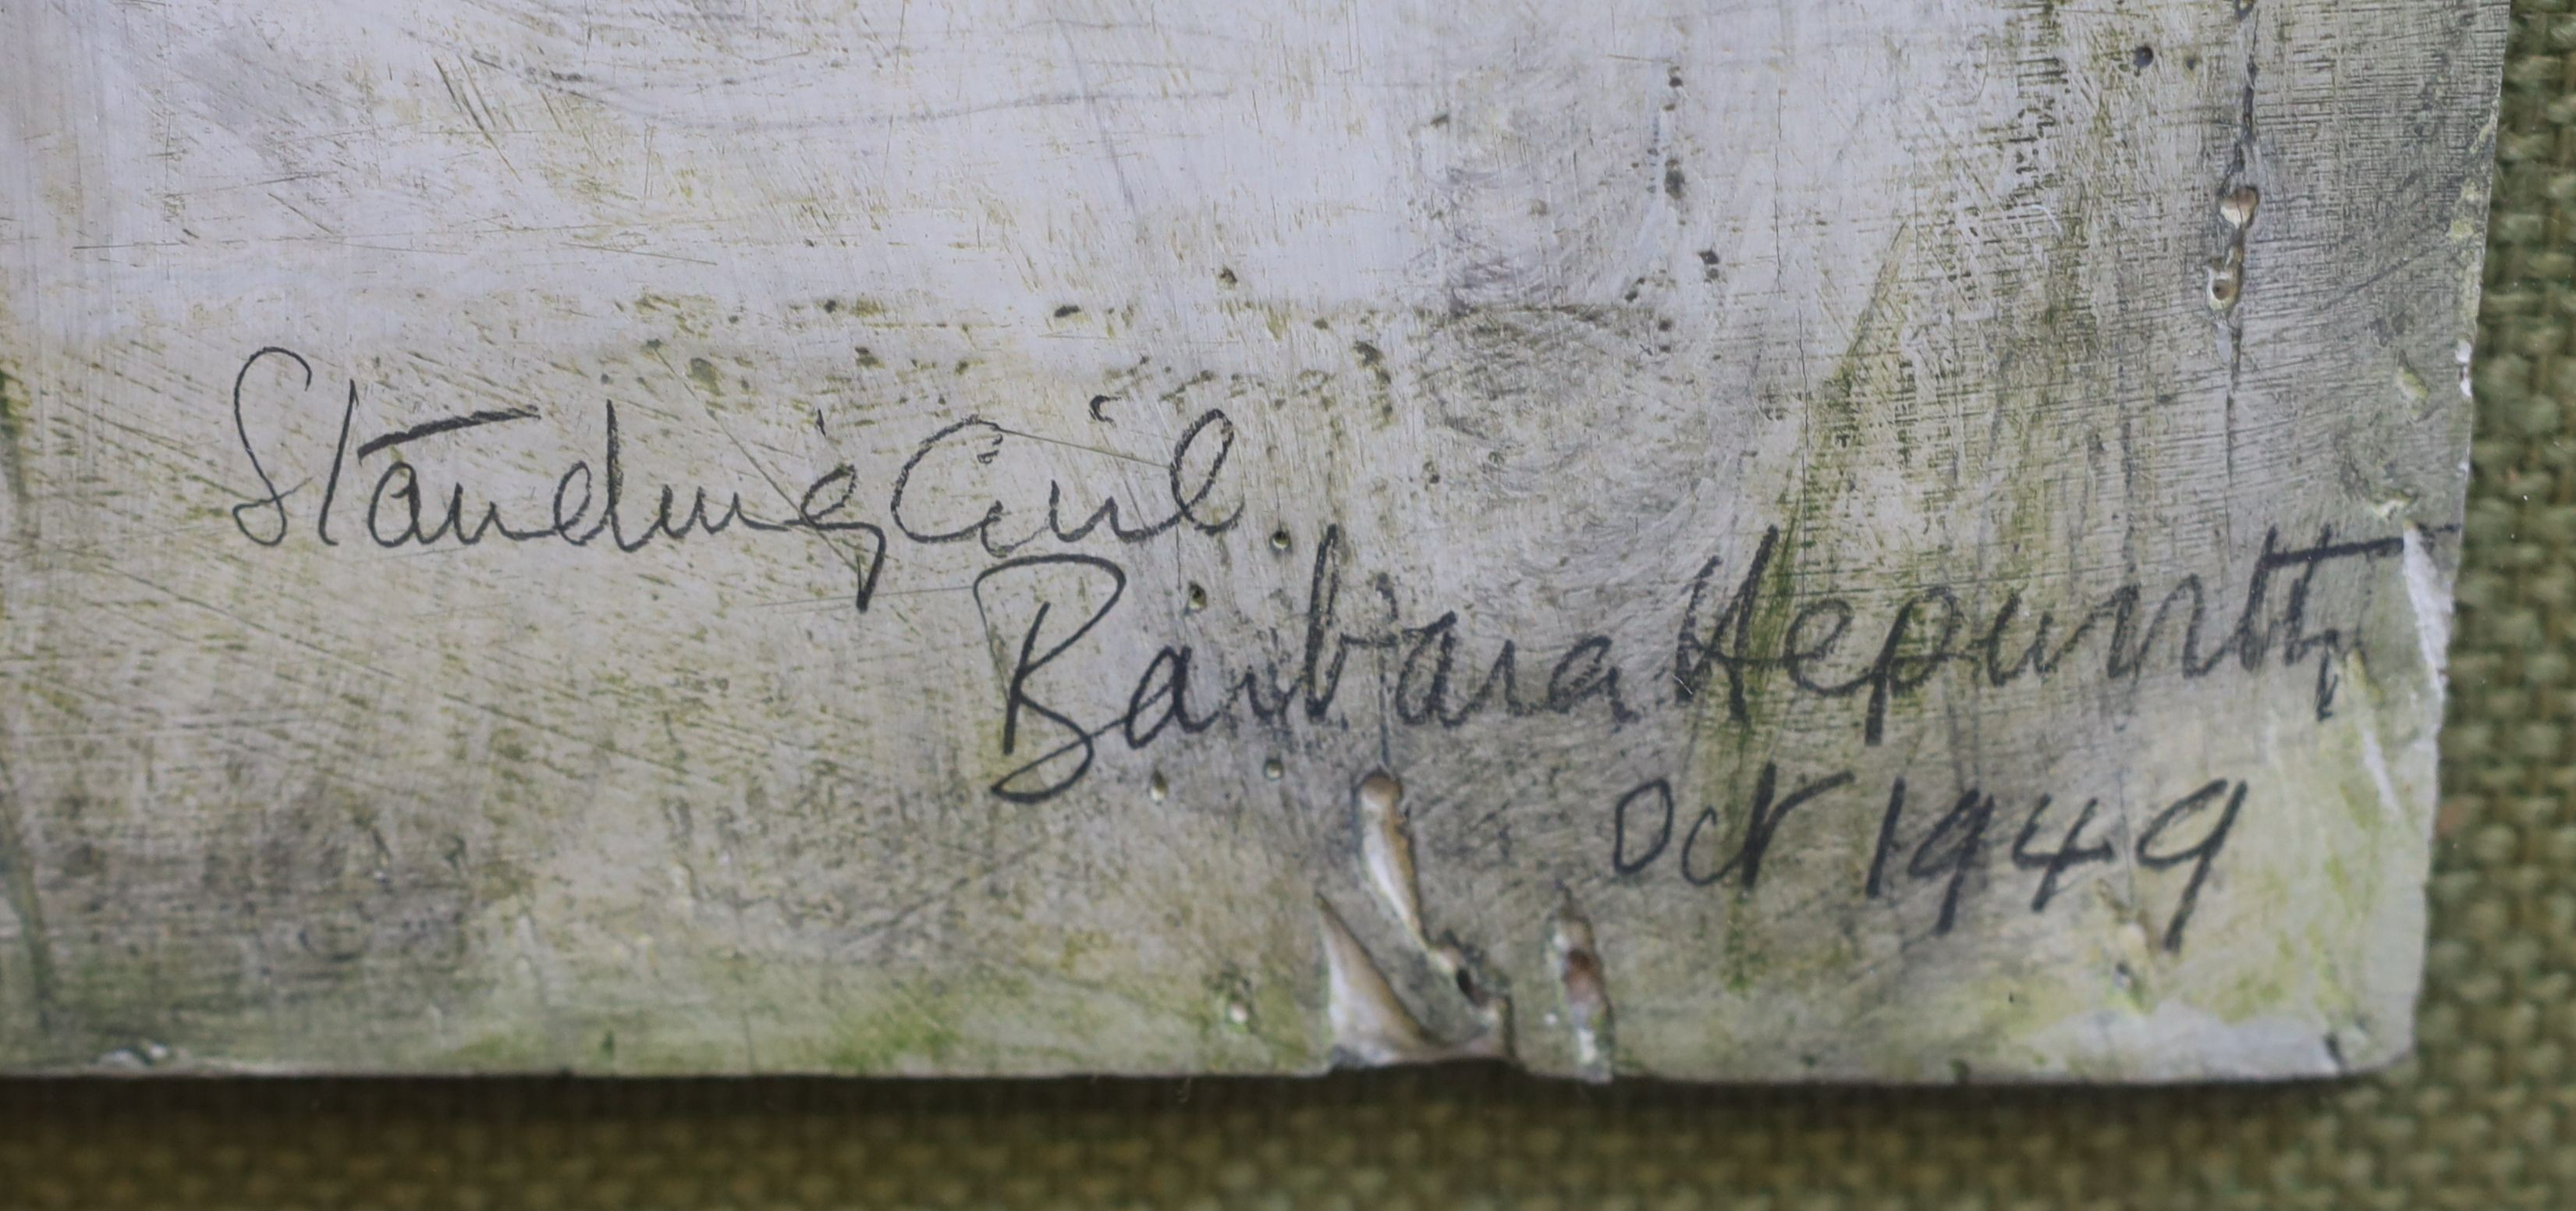 Standing Girl.
Barbara Hepworth
Oct 1949